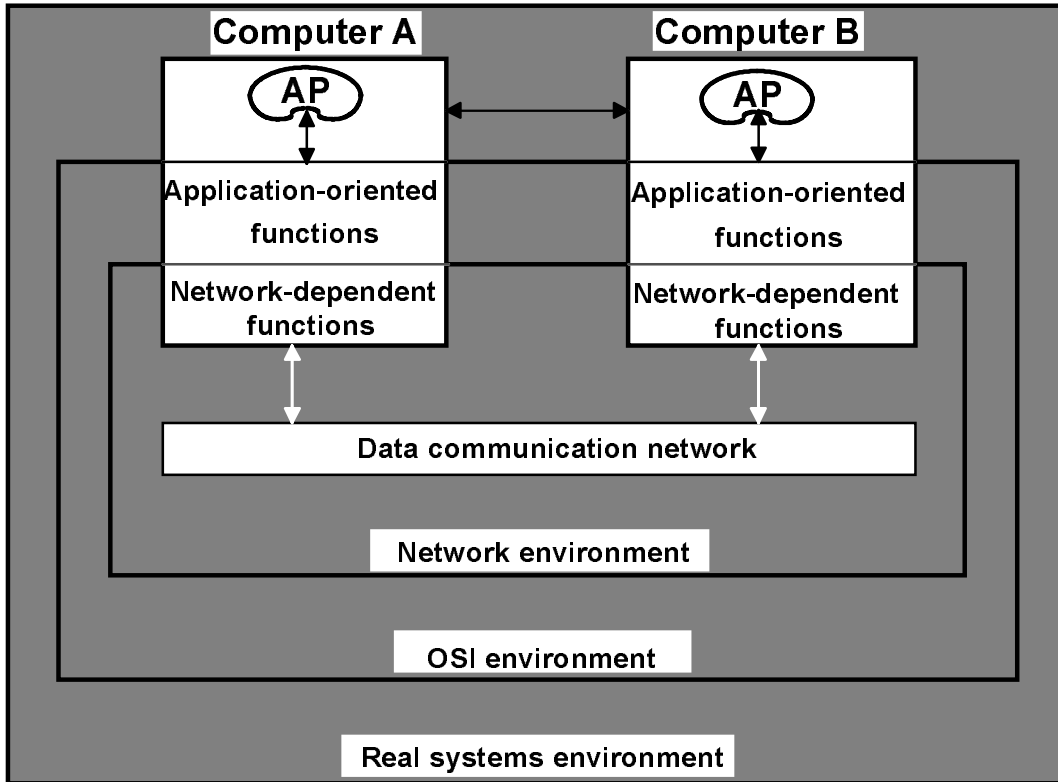 Computer A
Computer B
AP
AP
Application-oriented
functions
Application-oriented
functions
Network-dependent
functions
Network-dependent
functions
Data communication network
Network environment
OSI environment
Real systems environment